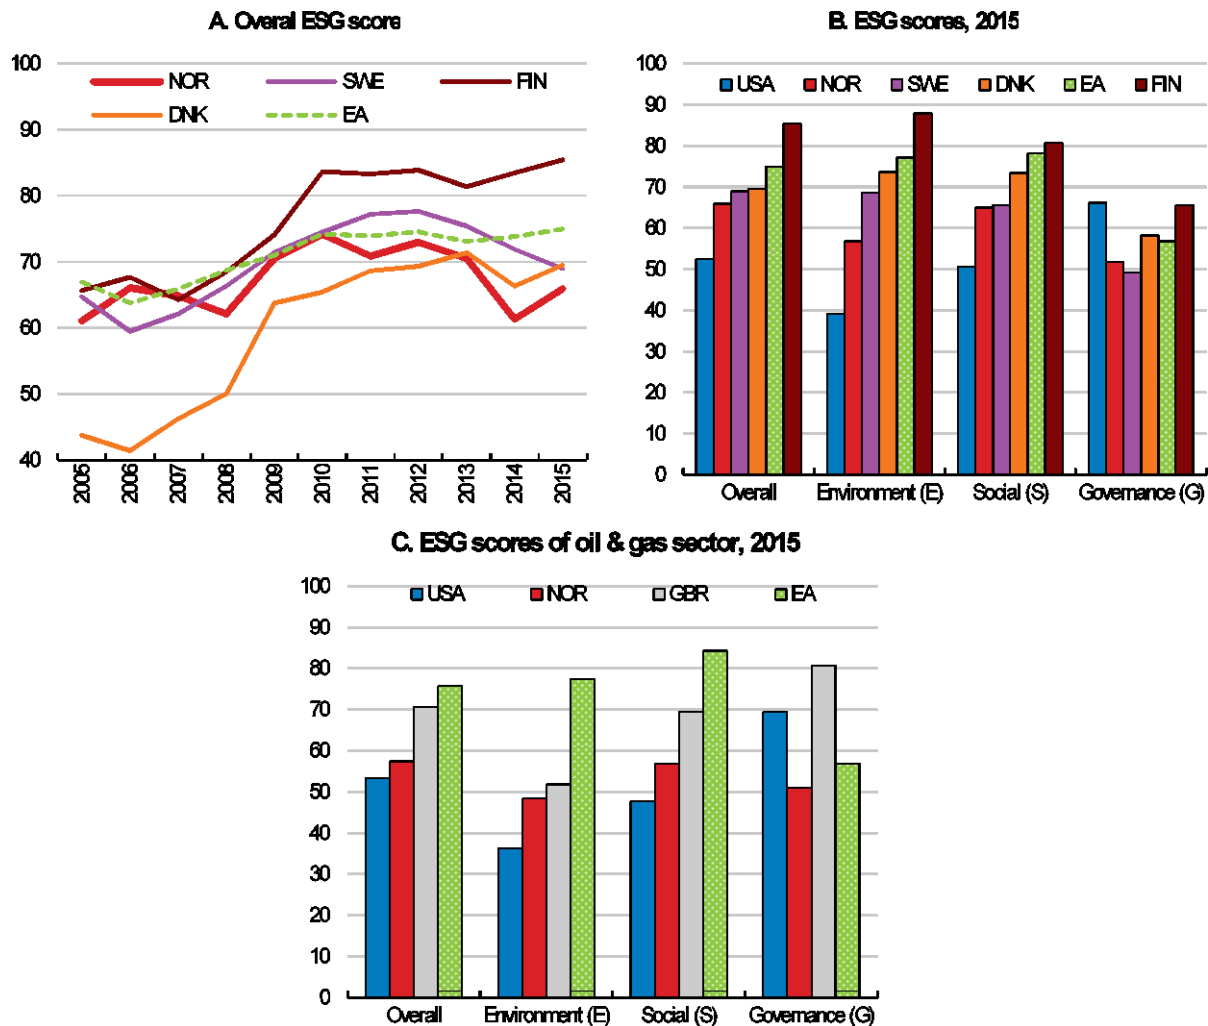 A. Overal ESG score
100
90
80
70
60
50
40
NOR SWE FIN
DNK EA
2005 2006 2007 2008 2009 2010 2011 2012 2013 2014 2015
B. ESG scores, 2015
100
90
80
70
60
50
40
30
20
10
0
USA NOR SWE DNK EA FIN
Overall Environment (E) Social (S) Governance (G)
C. ESG scores of oil & gas sector, 2015
100
90
80
70
60
50
40
30
20
10
0
USA NOR GBR EA
Overall Environment (E) Social (S) Governance (G)